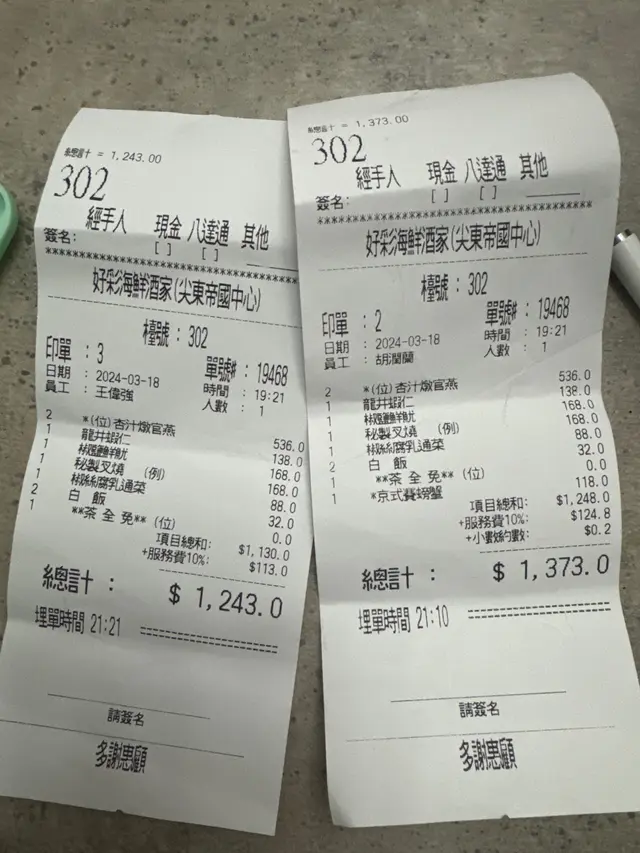 總計 = 1,243.00
302
經手人 現金 八達通 其他
簽名: [ ] [ ]
**********************************
好彩海鮮酒家(尖東帝國中心)
檯號 : 302
印單 : 3 單號# : 19468
日期 : 2024-03-18 時間 : 19:21
員工 : 王偉強 人數 : 1
2 *(位)杏汁燉官燕 536.0
1 龍井蝦仁 138.0
1 168.0
1 秘製叉燒 (例) 168.0
1 椒絲腐乳通菜 88.0
2 白 飯 32.0
1 **茶 全 免** (位) 0.0
項目總和: $1,130.0
+服務費10%: $113.0
總計 : $ 1,243.0
埋單時間 21:21
請簽名
多謝惠顧
總計 = 1,373.00
302
經手人 現金 八達通 其他
簽名: [ ] [ ]
**********************************
好彩海鮮酒家(尖東帝國中心)
檯號 : 302
印單 : 2 單號# : 19468
日期 : 2024-03-18 時間 : 19:21
員工 : 胡潤蘭 人數 : 1
2 *(位)杏汁燉官燕 536.0
1 龍井蝦仁 138.0
1 168.0
1 秘製叉燒 (例) 168.0
1 椒絲腐乳通菜 88.0
2 白 飯 32.0
1 **茶 全 免** (位) 0.0
1 *京式賽螃蟹 118.0
項目總和: $1,248.0
+服務費10%: $124.8
+小數約數: $0.2
總計 : $ 1,373.0
埋單時間 21:10
請簽名
多謝惠顧